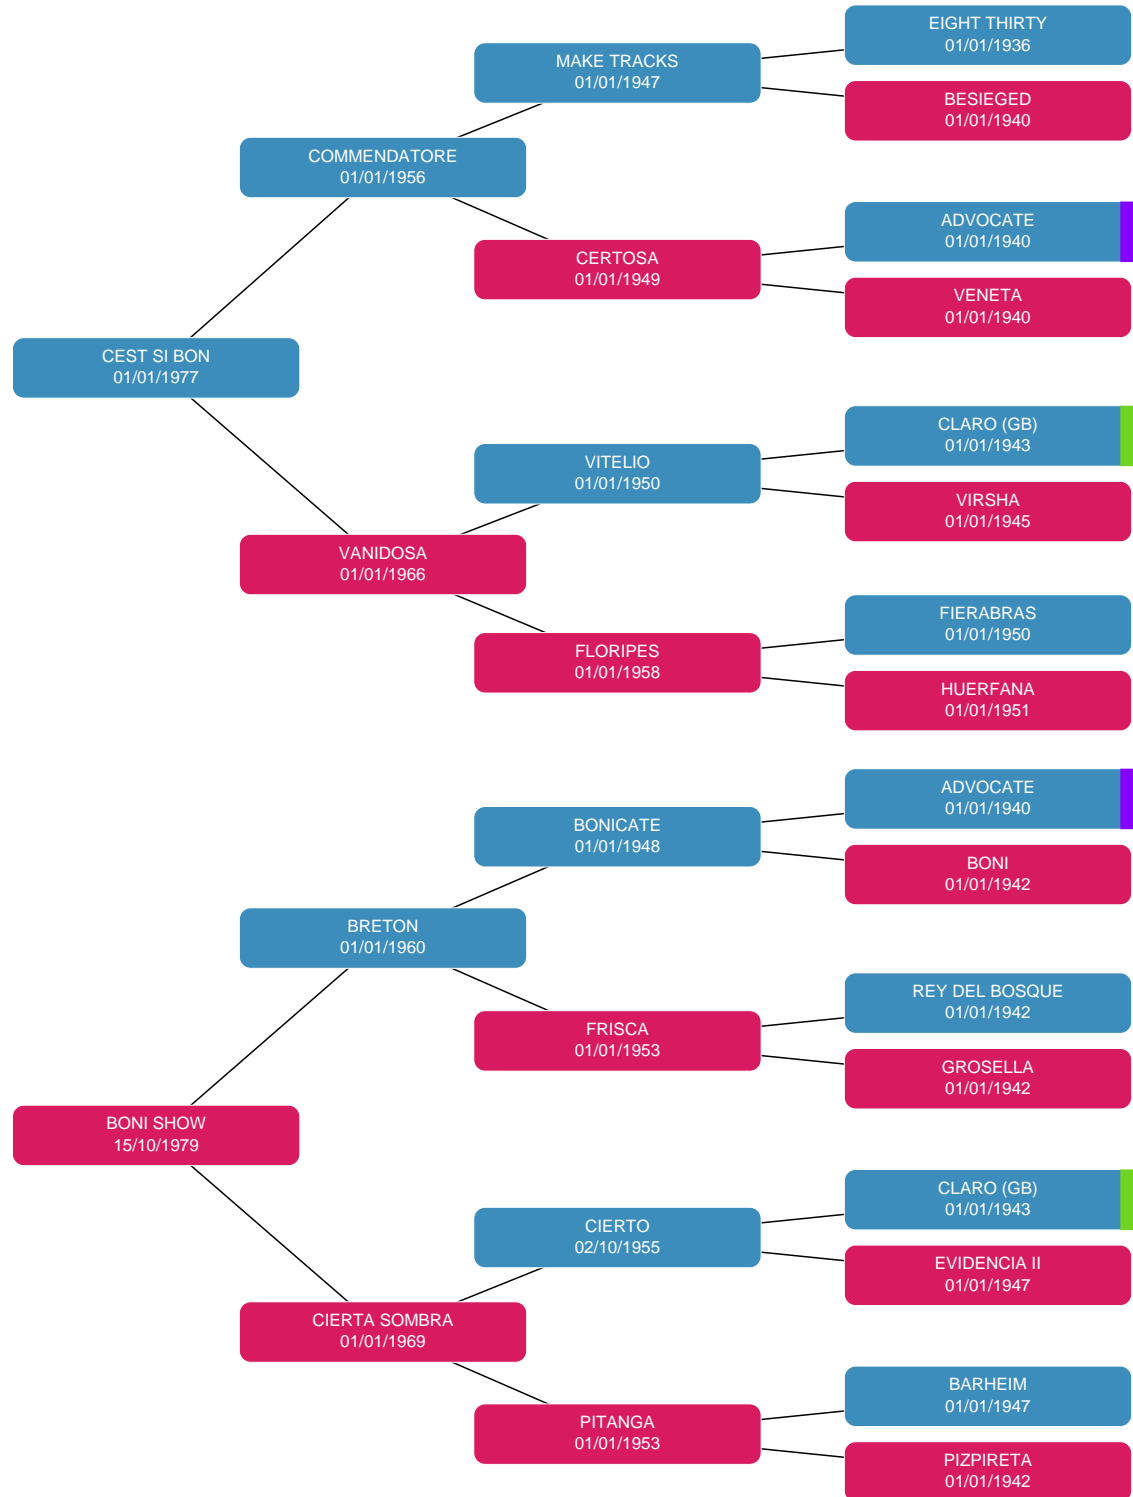 EIGHT THIRTY
01/01/1936
MAKE TRACKS
01/01/1947
BESIEGED
01/01/1940
COMMENDATORE
01/01/1956
ADVOCATE
01/01/1940
CERTOSA
01/01/1949
VENETA
01/01/1940
CEST SI BON
01/01/1977
CLARO (GB)
01/01/1943
VITELIO
01/01/1950
VIRSHA
01/01/1945
VANIDOSA
01/01/1966
FIERABRAS
01/01/1950
FLORIPES
01/01/1958
HUERFANA
01/01/1951
ADVOCATE
01/01/1940
BONICATE
01/01/1948
BONI
01/01/1942
BRETON
01/01/1960
REY DEL BOSQUE
01/01/1942
FRISCA
01/01/1953
GROSELLA
01/01/1942
BONI SHOW
15/10/1979
CLARO (GB)
01/01/1943
CIERTO
02/10/1955
EVIDENCIA II
01/01/1947
CIERTA SOMBRA
01/01/1969
BARHEIM
01/01/1947
PITANGA
01/01/1953
PIZPIRETA
01/01/1942